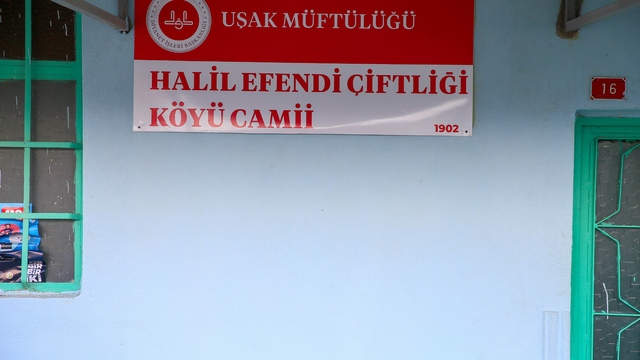 UŞAK MÜFTÜLÜĞÜ
HALİL EFENDİ ÇİFTLİĞİ
KÖYÜ CAMİİ
1902
16